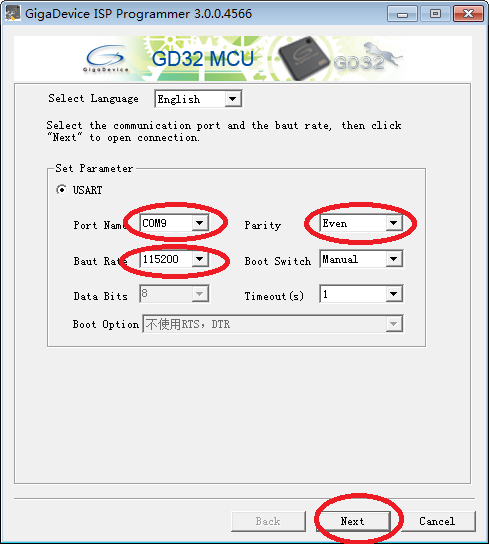 GigaDevice ISP Programmer 3.0.0.4566
GigaDevice
GD32 MCU
GD32
Select Language English
Select the communication port and the baut rate, then click
"Next" to open connection.
Set Parameter
USART
Port Name COM9 Parity Even
Baut Rate 115200 Boot Switch Manual
Data Bits 8 Timeout(s) 1
Boot Option 不使用RTS，DTR
Back Next Cancel